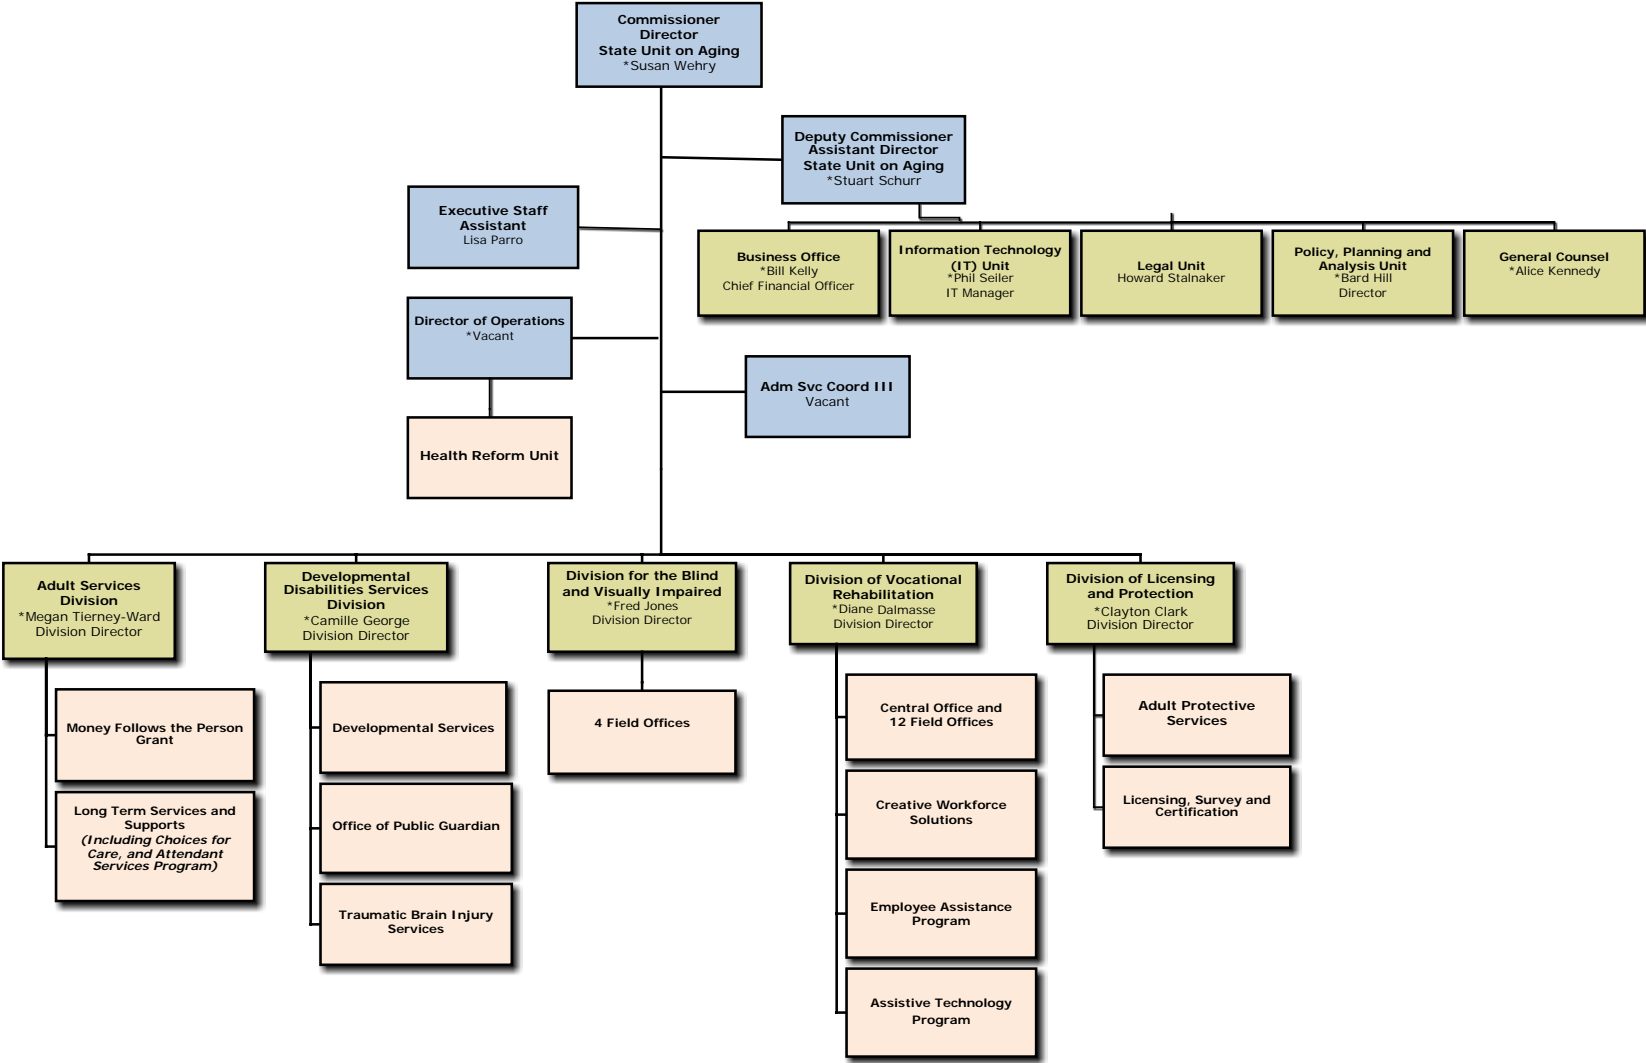 Commissioner
Director
State Unit on Aging
*Susan Wehry
Deputy Commissioner
Assistant Director
State Unit on Aging
*Stuart Schurr
Executive Staff
Assistant
Lisa Parro
Business Office
*Bill Kelly
Chief Financial Officer
Information Technology
(IT) Unit
*Phil Seiler
IT Manager
Legal Unit
Howard Stalnaker
Policy, Planning and
Analysis Unit
*Bard Hill
Director
General Counsel
*Alice Kennedy
Director of Operations
*Vacant
Adm Svc Coord III
Vacant
Health Reform Unit
Adult Services
Division
*Megan Tierney-Ward
Division Director
Developmental
Disabilities Services
Division
*Camille George
Division Director
Division for the Blind
and Visually Impaired
*Fred Jones
Division Director
Division of Vocational
Rehabilitation
*Diane Dalmasse
Division Director
Division of Licensing
and Protection
*Clayton Clark
Division Director
Money Follows the Person
Grant
Long Term Services and
Supports
(Including Choices for
Care, and Attendant
Services Program)
Developmental Services
Office of Public Guardian
Traumatic Brain Injury
Services
4 Field Offices
Central Office and
12 Field Offices
Creative Workforce
Solutions
Employee Assistance
Program
Assistive Technology
Program
Adult Protective
Services
Licensing, Survey and
Certification